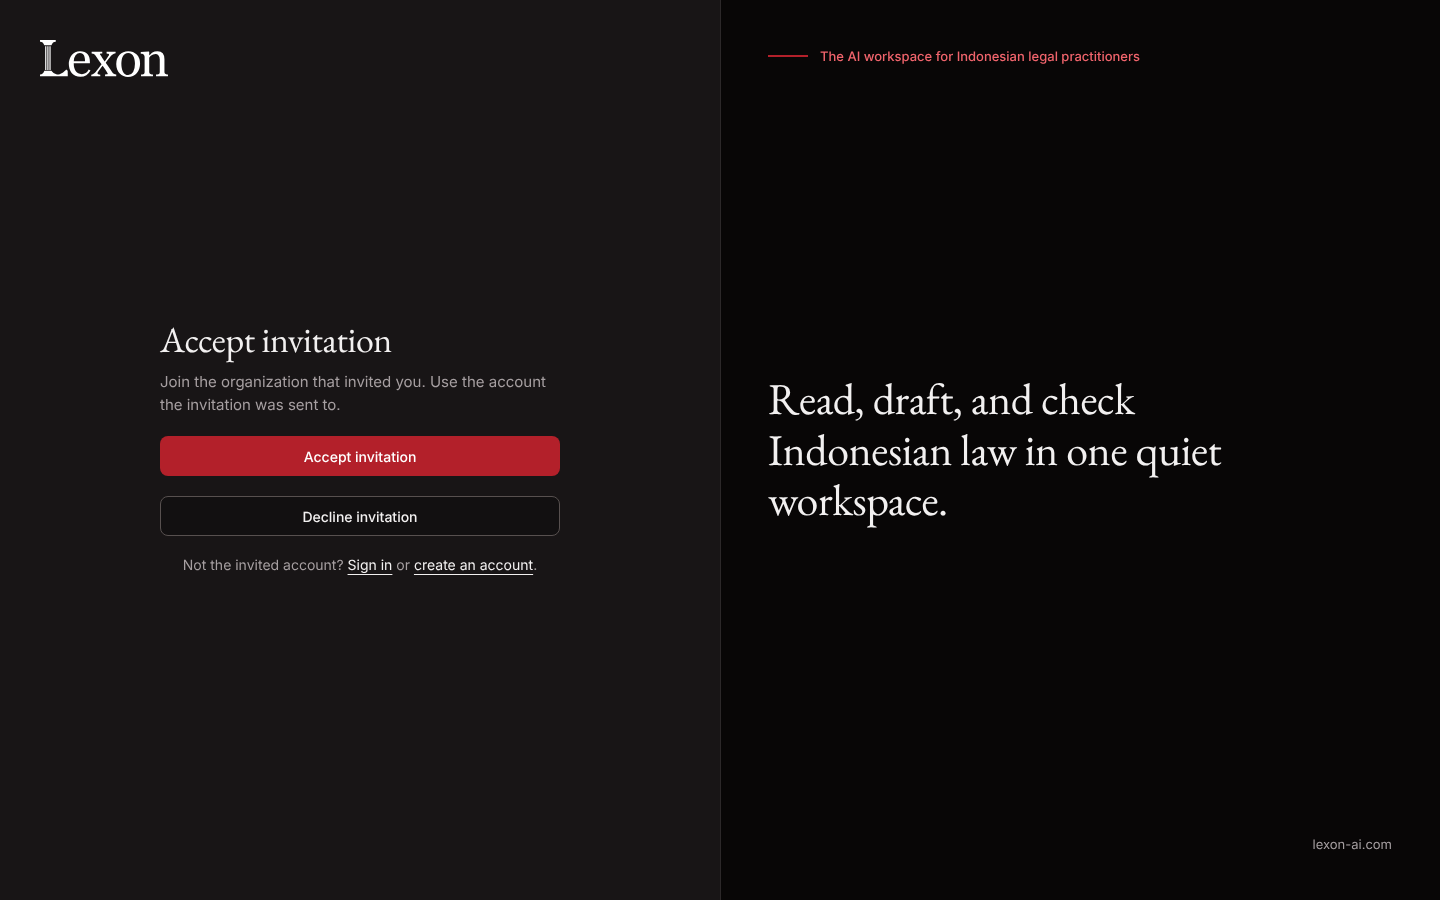 Lexon
Accept invitation
Join the organization that invited you. Use the account
the invitation was sent to.
Accept invitation
Decline invitation
Not the invited account? Sign in or create an account.
The AI workspace for Indonesian legal practitioners
Read, draft, and check
Indonesian law in one quiet
workspace.
lexon-ai.com